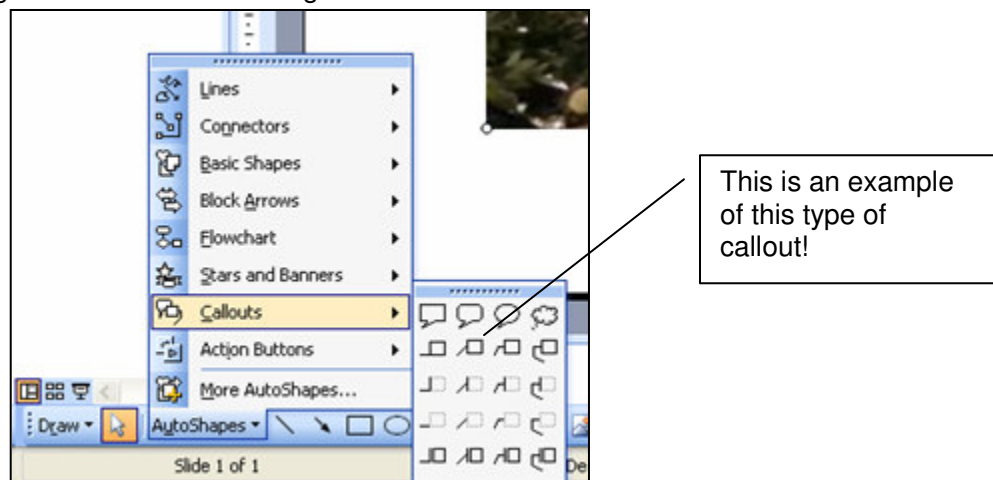 Lines
Connectors
Basic Shapes
Block Arrows
Flowchart
Stars and Banners
Callouts
Action Buttons
More AutoShapes...
Draw
AutoShapes
Slide 1 of 1
De
This is an example
of this type of
callout!